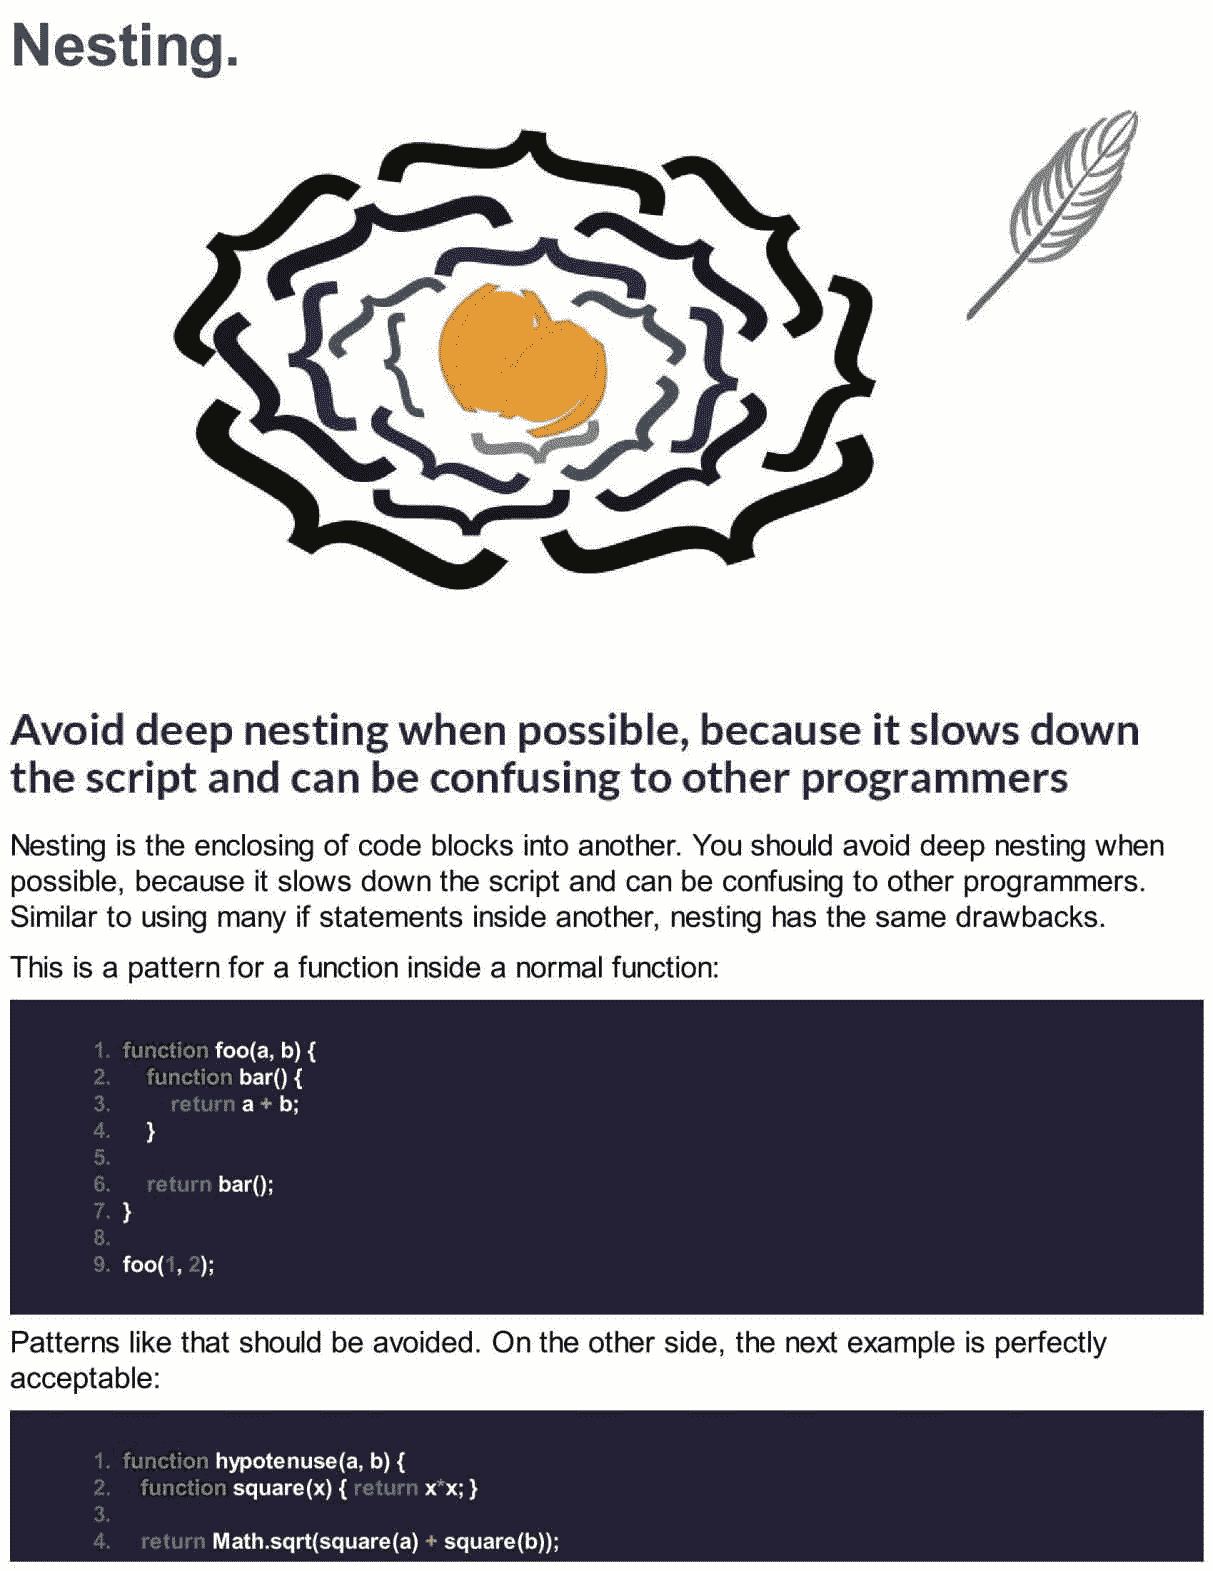 Nesting.
Avoid deep nesting when possible, because it slows down
the script and can be confusing to other programmers
Nesting is the enclosing of code blocks into another. You should avoid deep nesting when
possible, because it slows down the script and can be confusing to other programmers.
Similar to using many if statements inside another, nesting has the same drawbacks.
This is a pattern for a function inside a normal function:
1. function foo(a, b) {
2. function bar() {
3. return a + b;
4. }
5.
6. return bar();
7. }
8.
9. foo(1, 2);
Patterns like that should be avoided. On the other side, the next example is perfectly
acceptable:
1. function hypotenuse(a, b) {
2. function square(x) { return x*x; }
3.
4. return Math.sqrt(square(a) + square(b));